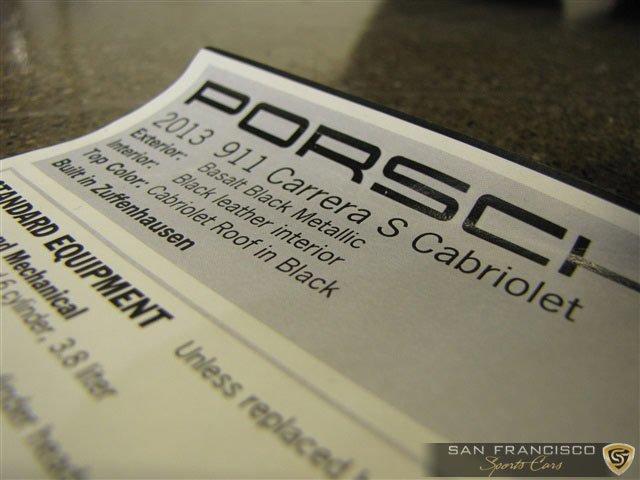 PORSCH
2013 911 Carrera S Cabriolet
Exterior: Basalt Black Metallic
Interior: Black leather interior
Top Color: Cabriolet Roof in Black
Built in Zuffenhausen
STANDARD EQUIPMENT
Unless replaced
Mechanical
6 cylinder, 3.8 liter
SAN FRANCISCO
Sports Cars